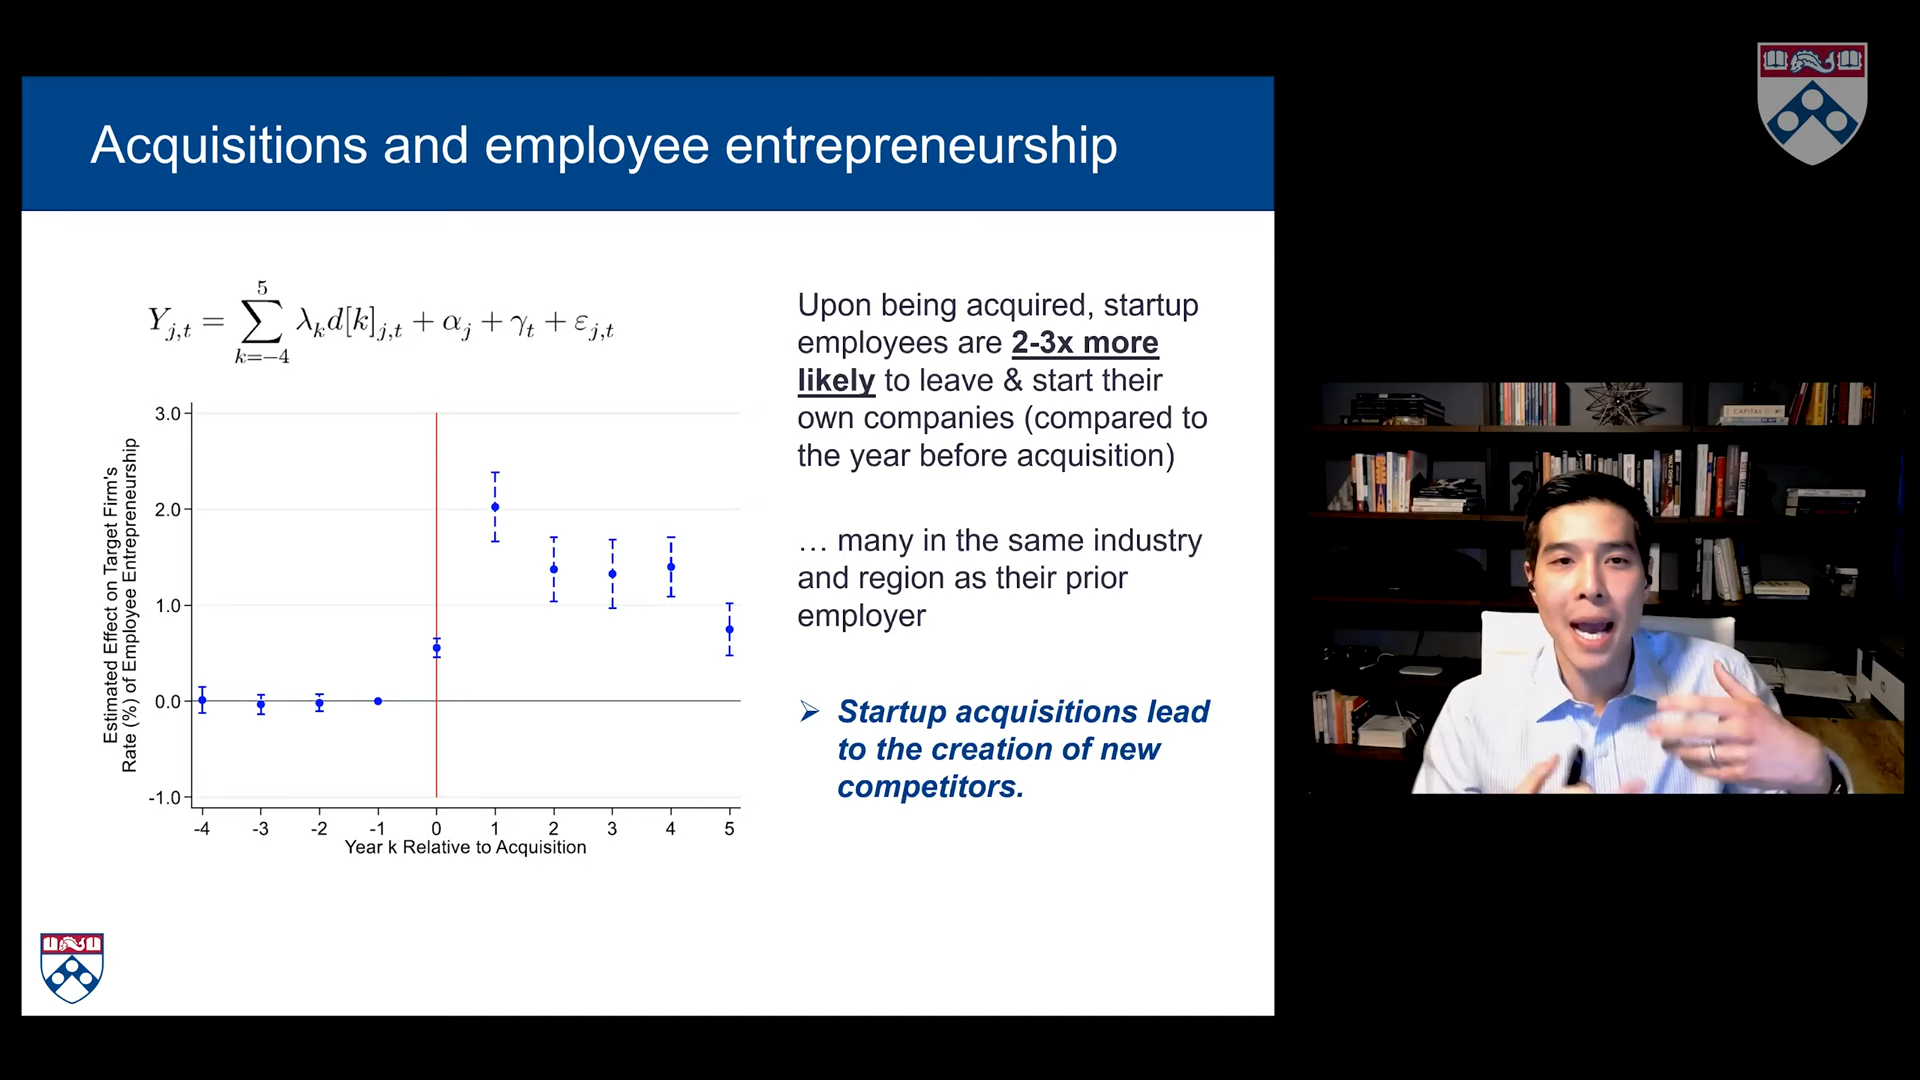 Acquisitions and employee entrepreneurship
5
Y_{j,t} = ∑ λ_k d[k]_{j,t} + α_j + γ_t + ε_{j,t}
k=−4
Upon being acquired, startup
employees are 2-3x more
likely to leave & start their
own companies (compared to
the year before acquisition)
… many in the same industry
and region as their prior
employer
➢ Startup acquisitions lead
to the creation of new
competitors.
Estimated Effect on Target Firm's
Rate (%) of Employee Entrepreneurship
3.0
2.0
1.0
0.0
-1.0
-4 -3 -2 -1 0 1 2 3 4 5
Year k Relative to Acquisition
CAPITAL